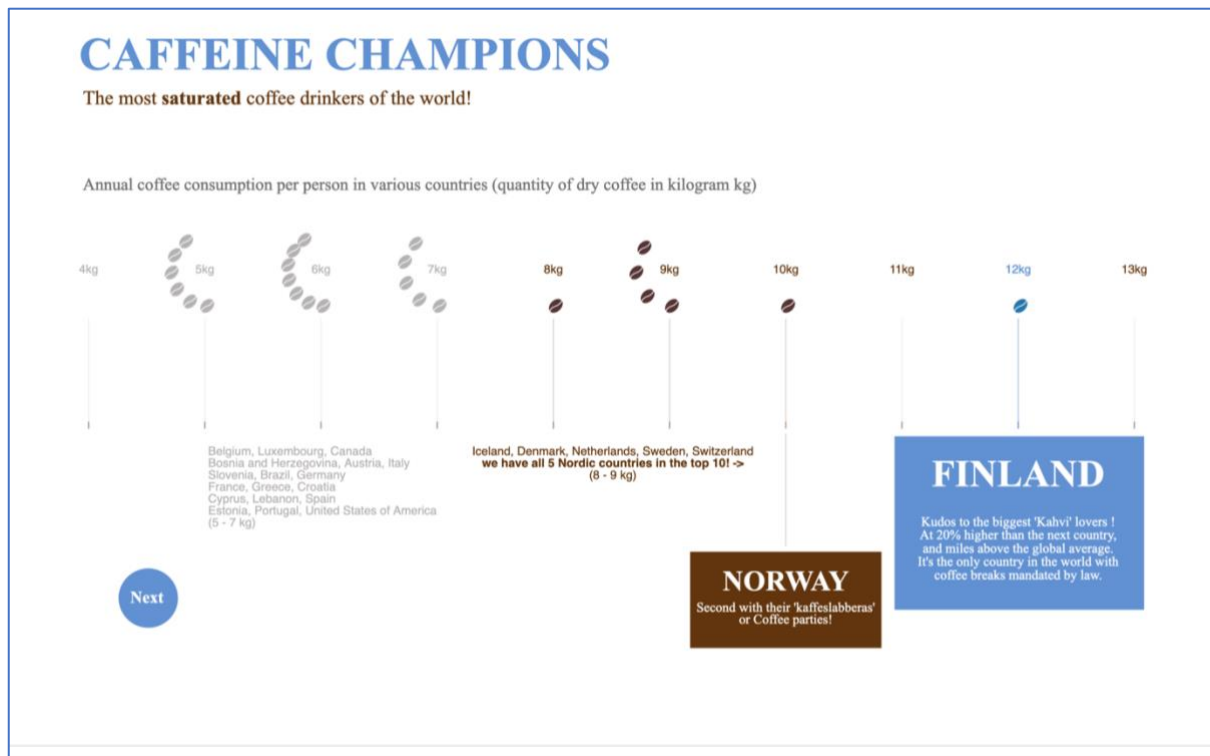 CAFFEINE CHAMPIONS
The most saturated coffee drinkers of the world!
Annual coffee consumption per person in various countries (quantity of dry coffee in kilogram kg)
4kg
5kg
6kg
7kg
8kg
9kg
10kg
11kg
12kg
13kg
Belgium, Luxembourg, Canada
Bosnia and Herzegovina, Austria, Italy
Slovenia, Brazil, Germany
France, Greece, Croatia
Cyprus, Lebanon, Spain
Estonia, Portugal, United States of America
(5 - 7 kg)
Iceland, Denmark, Netherlands, Sweden, Switzerland
we have all 5 Nordic countries in the top 10! ->
(8 - 9 kg)
NORWAY
Second with their 'kaffeslabberas'
or Coffee parties!
FINLAND
Kudos to the biggest 'Kahvi' lovers !
At 20% higher than the next country,
and miles above the global average.
It's the only country in the world with
coffee breaks mandated by law.
Next